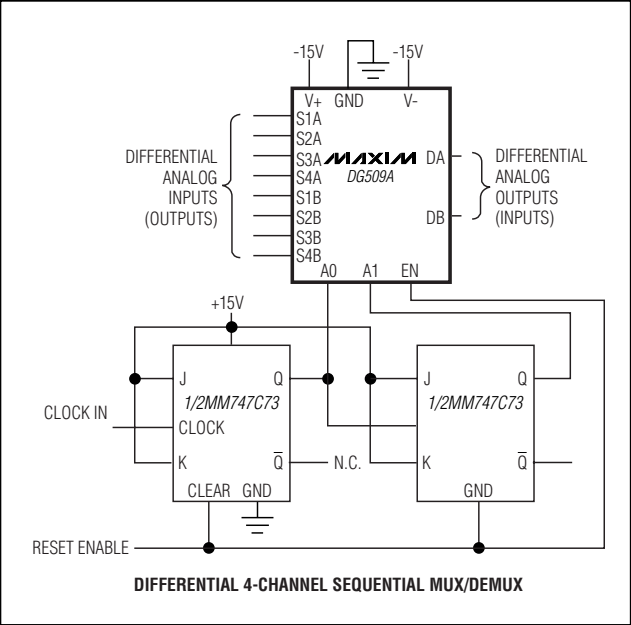 -15V
-15V
V+ GND V-
S1A
S2A
S3A
S4A
S1B
S2B
S3B
S4B
MAXIM
DG509A
DA
DB
A0 A1 EN
DIFFERENTIAL
ANALOG
INPUTS
(OUTPUTS)
DIFFERENTIAL
ANALOG
OUTPUTS
(INPUTS)
+15V
J Q
1/2MM747C73
CLOCK IN
CLOCK
K Q
N.C.
CLEAR GND
J Q
1/2MM747C73
K Q
GND
RESET ENABLE
DIFFERENTIAL 4-CHANNEL SEQUENTIAL MUX/DEMUX